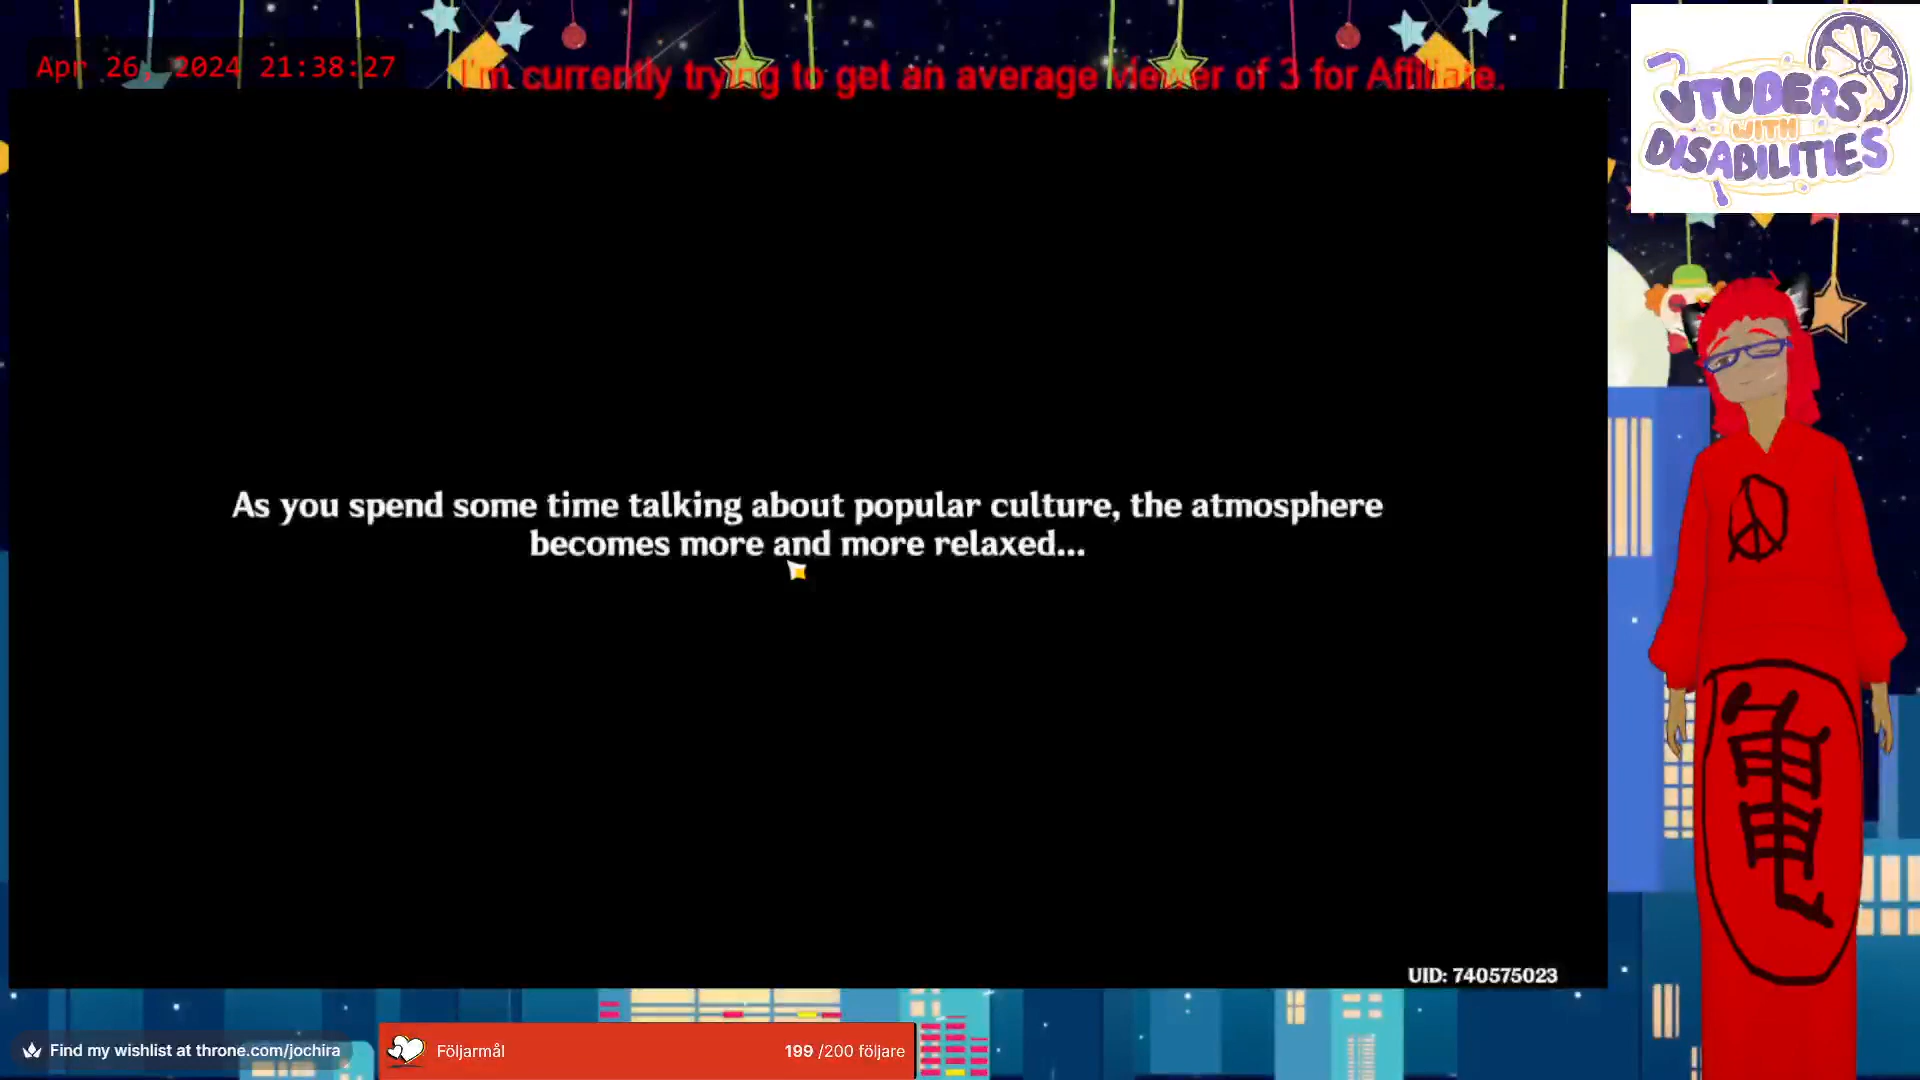 Apr 26, 2024 21:38:27
I'm currently trying to get an average viewer of 3 for Affiliate.
VTUBERS
WITH
DISABILITIES
As you spend some time talking about popular culture, the atmosphere
becomes more and more relaxed...
亀
UID: 740575023
Find my wishlist at throne.com/jochira
Följarmål
199 /200 följare